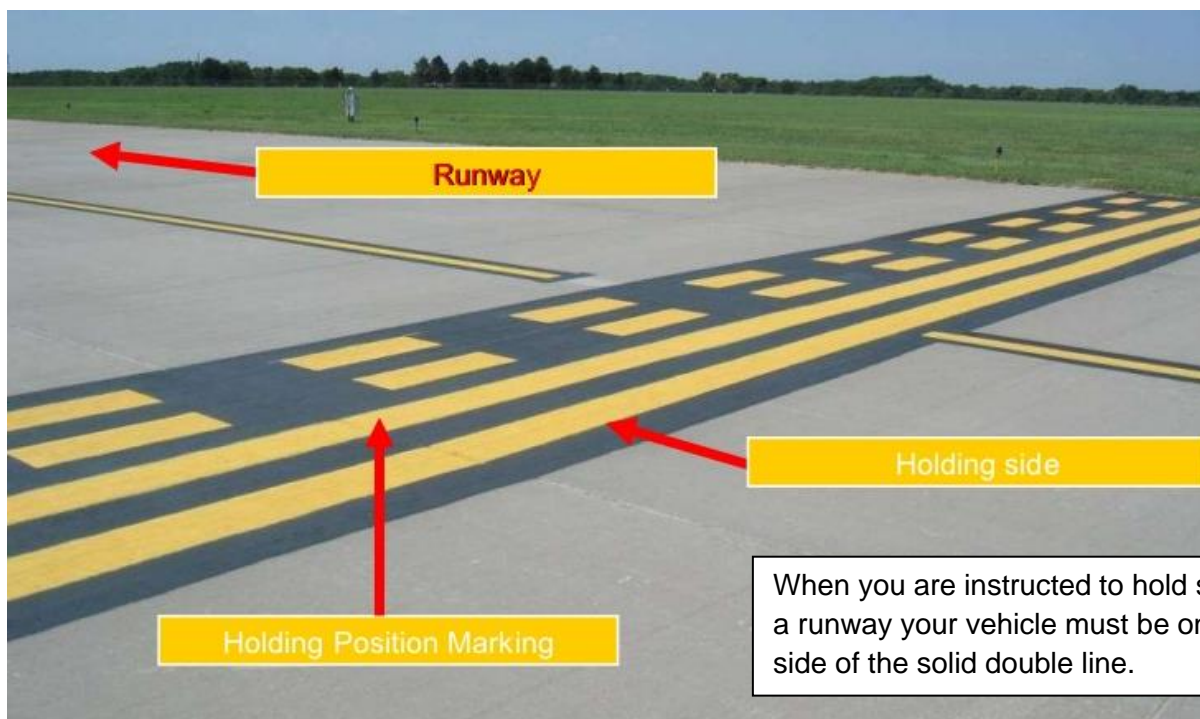 Runway
Holding side
Holding Position Marking
When you are instructed to hold
a runway your vehicle must be
side of the solid double line.